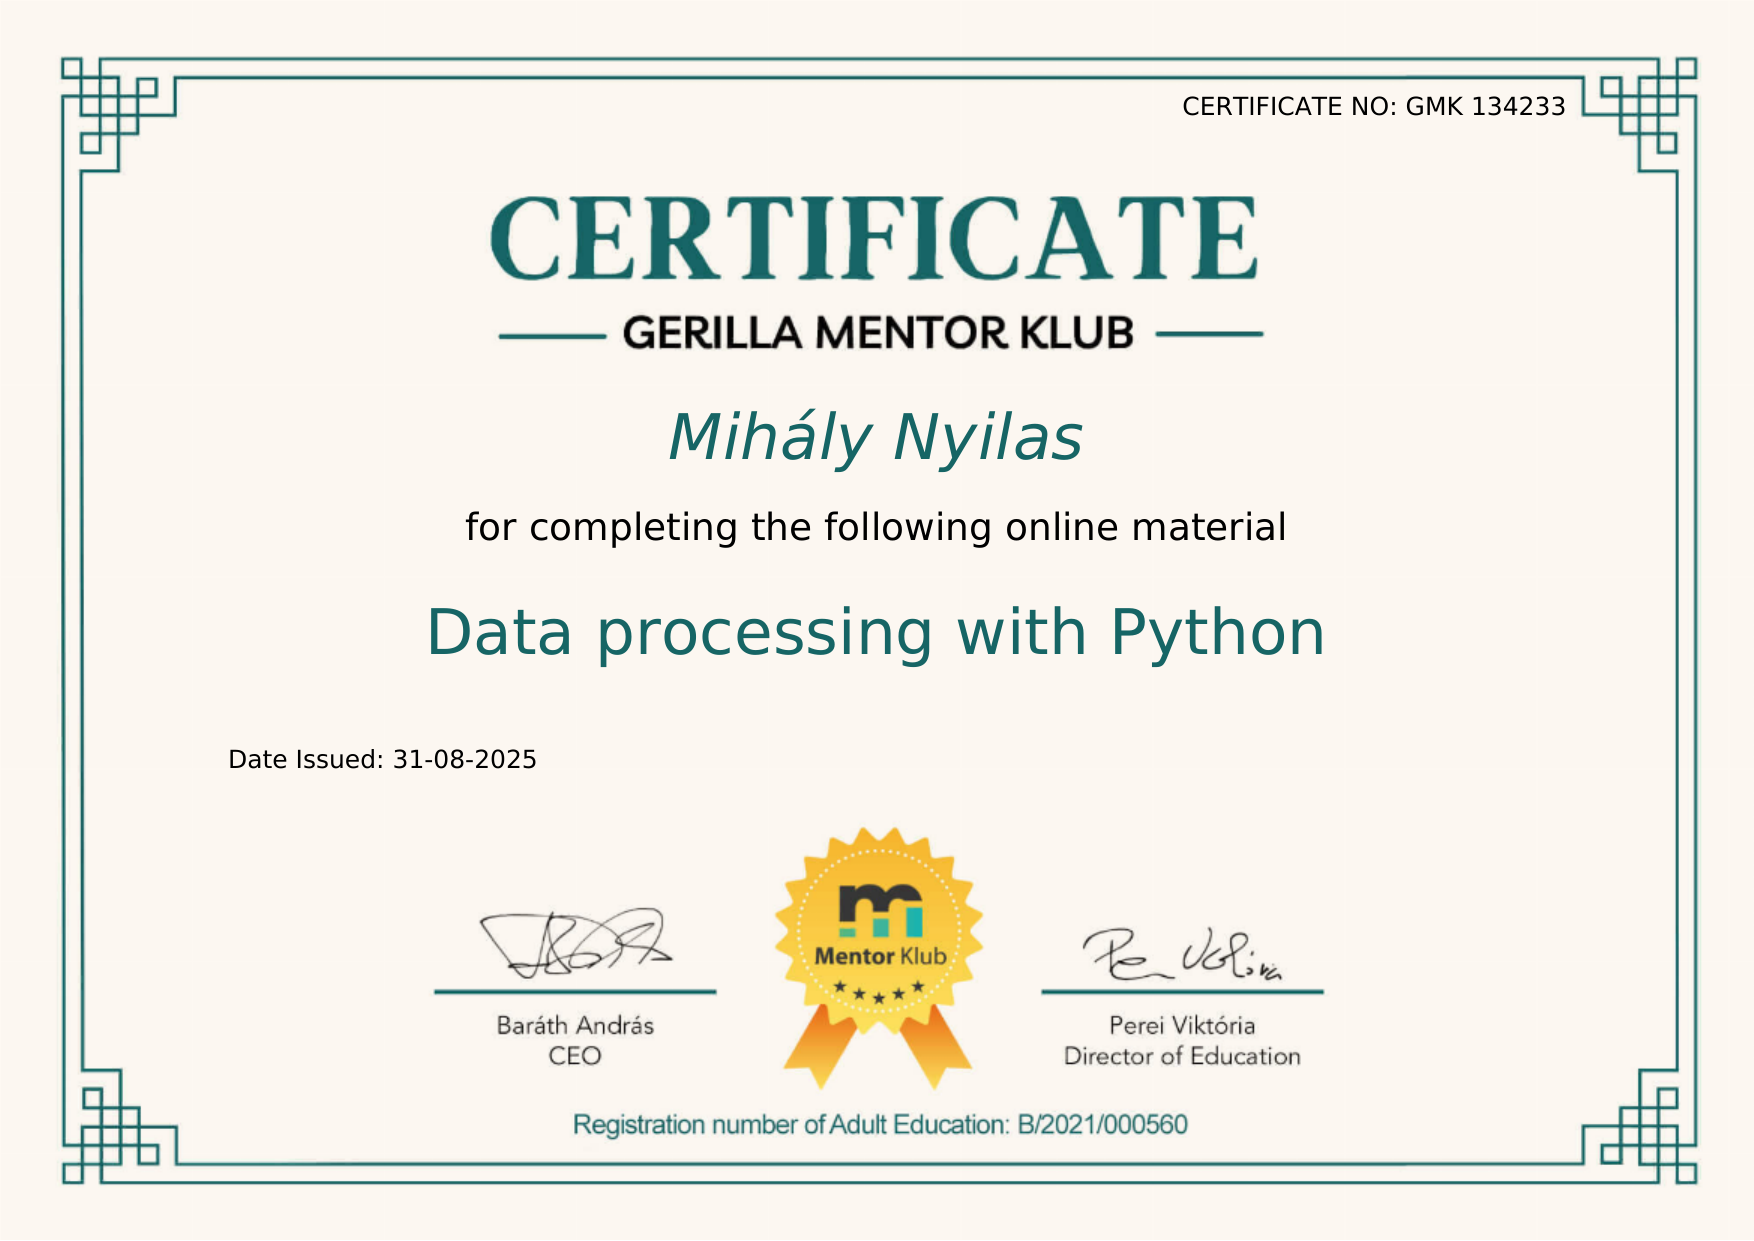 CERTIFICATE NO: GMK 134233
CERTIFICATE
GERILLA MENTOR KLUB
Mihály Nyilas
for completing the following online material
Data processing with Python
Date Issued: 31-08-2025
Mentor Klub
Baráth András
CEO
Perei Viktória
Director of Education
Registration number of Adult Education: B/2021/000560